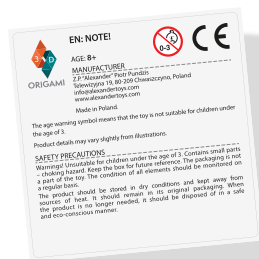 3 D
ORIGAMI
EN: NOTE!
0-3
CE
AGE: 8+
MANUFACTURER
Z.P. "Alexander" Piotr Pundzis
Telewizyjna 19, 80-209 Chwaszczyno, Poland
info@alexandertoys.com
www.alexandertoys.com
Made in Poland.
The age warning symbol means that the toy is not suitable for children under
the age of 3.
Product details may vary slightly from illustrations.
SAFETY PRECAUTIONS
Warnings! Unsuitable for children under the age of 3. Contains small parts
– choking hazard. Keep the box for future reference. The packaging is not
a part of the toy. The condition of all elements should be monitored on
a regular basis.
The product should be stored in dry conditions and kept away from
sources of heat. It should remain in its original packaging. When
the product is no longer needed, it should be disposed of in a safe
and eco-conscious manner.